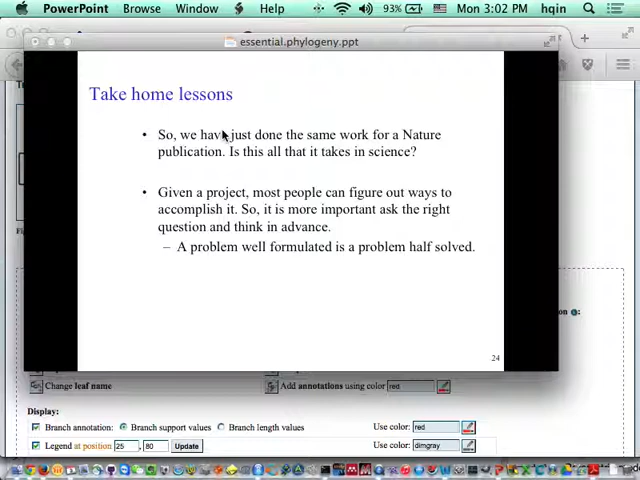 PowerPoint Browse Window Help 93% Mon 3:02 PM hqin
essential.phylogeny.ppt
Take home lessons
• So, we have just done the same work for a Nature
publication. Is this all that it takes in science?
• Given a project, most people can figure out ways to
accomplish it. So, it is more important ask the right
question and think in advance.
– A problem well formulated is a problem half solved.
24
Change leaf name Add annotations using color red
Display:
Branch annotation: Branch support values Branch length values Use color: red
Legend at position 25 , 80 Update Use color: dimgray